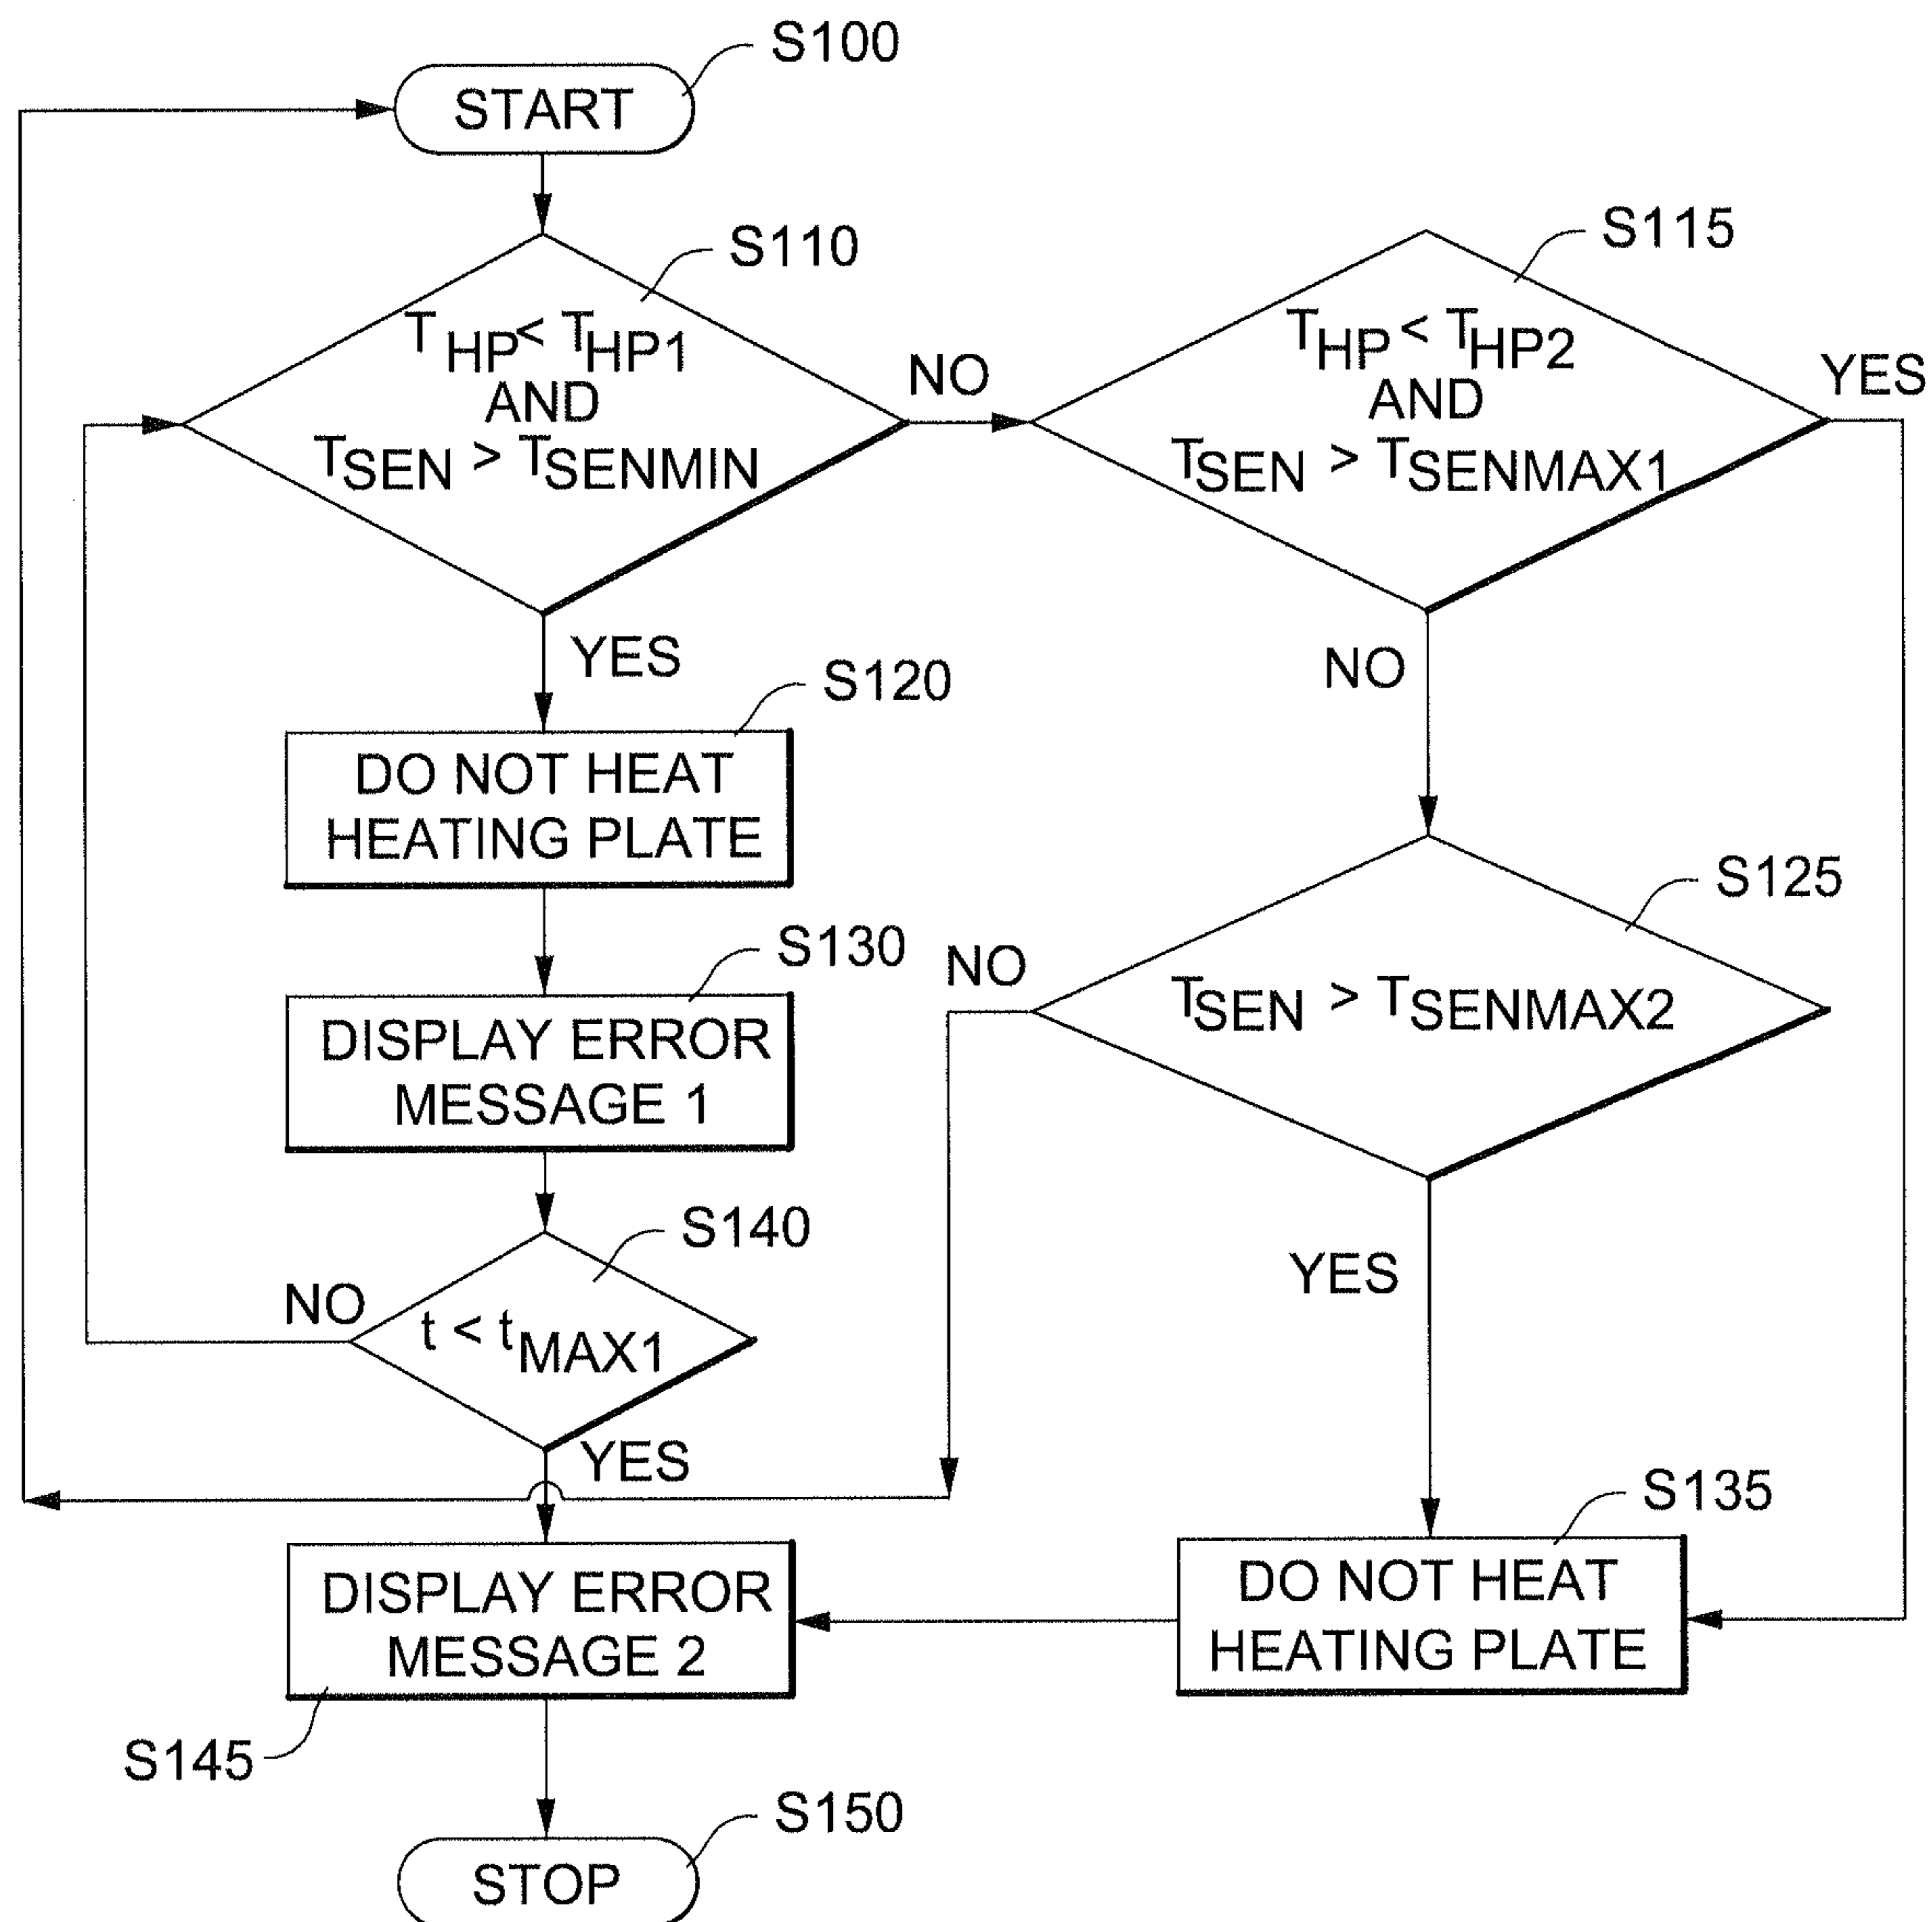 S100
START
S110
T HP < THP1
AND
TSEN > TSENMIN
NO
S115
THP < THP2
AND
TSEN > TSENMAX1
YES
YES
NO
S120
DO NOT HEAT
HEATING PLATE
S125
TSEN > TSENMAX2
NO
YES
S130
DISPLAY ERROR
MESSAGE 1
S140
t < tMAX1
NO
YES
S135
DO NOT HEAT
HEATING PLATE
DISPLAY ERROR
MESSAGE 2
S145
S150
STOP